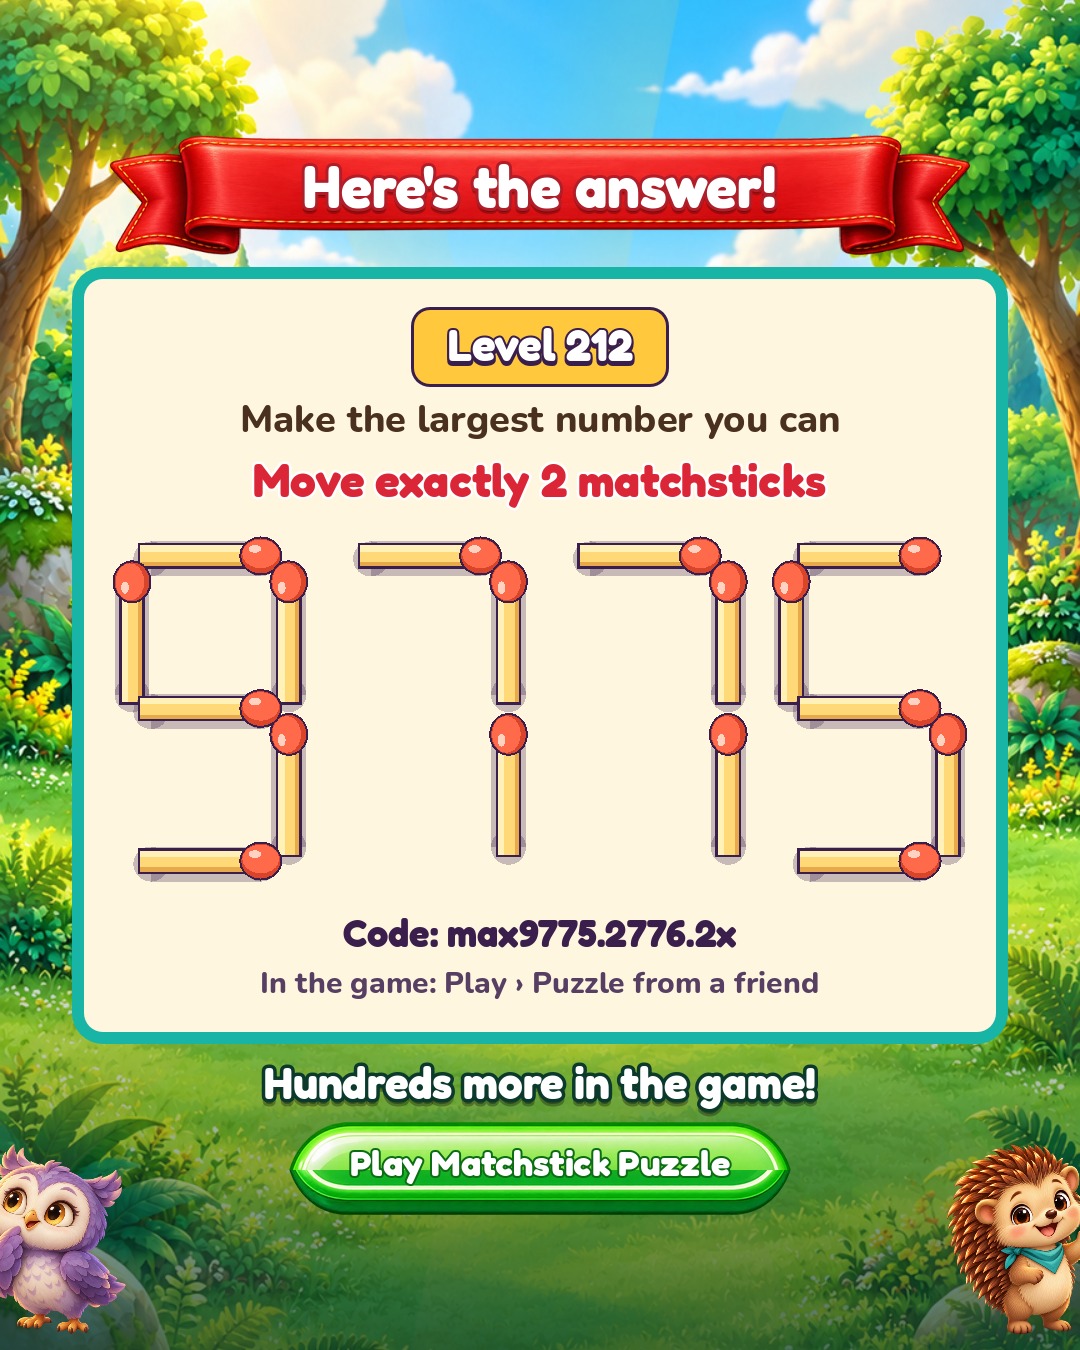 Here's the answer!
Level 212
Make the largest number you can
Move exactly 2 matchsticks
9775
Code: max9775.2776.2x
In the game: Play › Puzzle from a friend
Hundreds more in the game!
Play Matchstick Puzzle